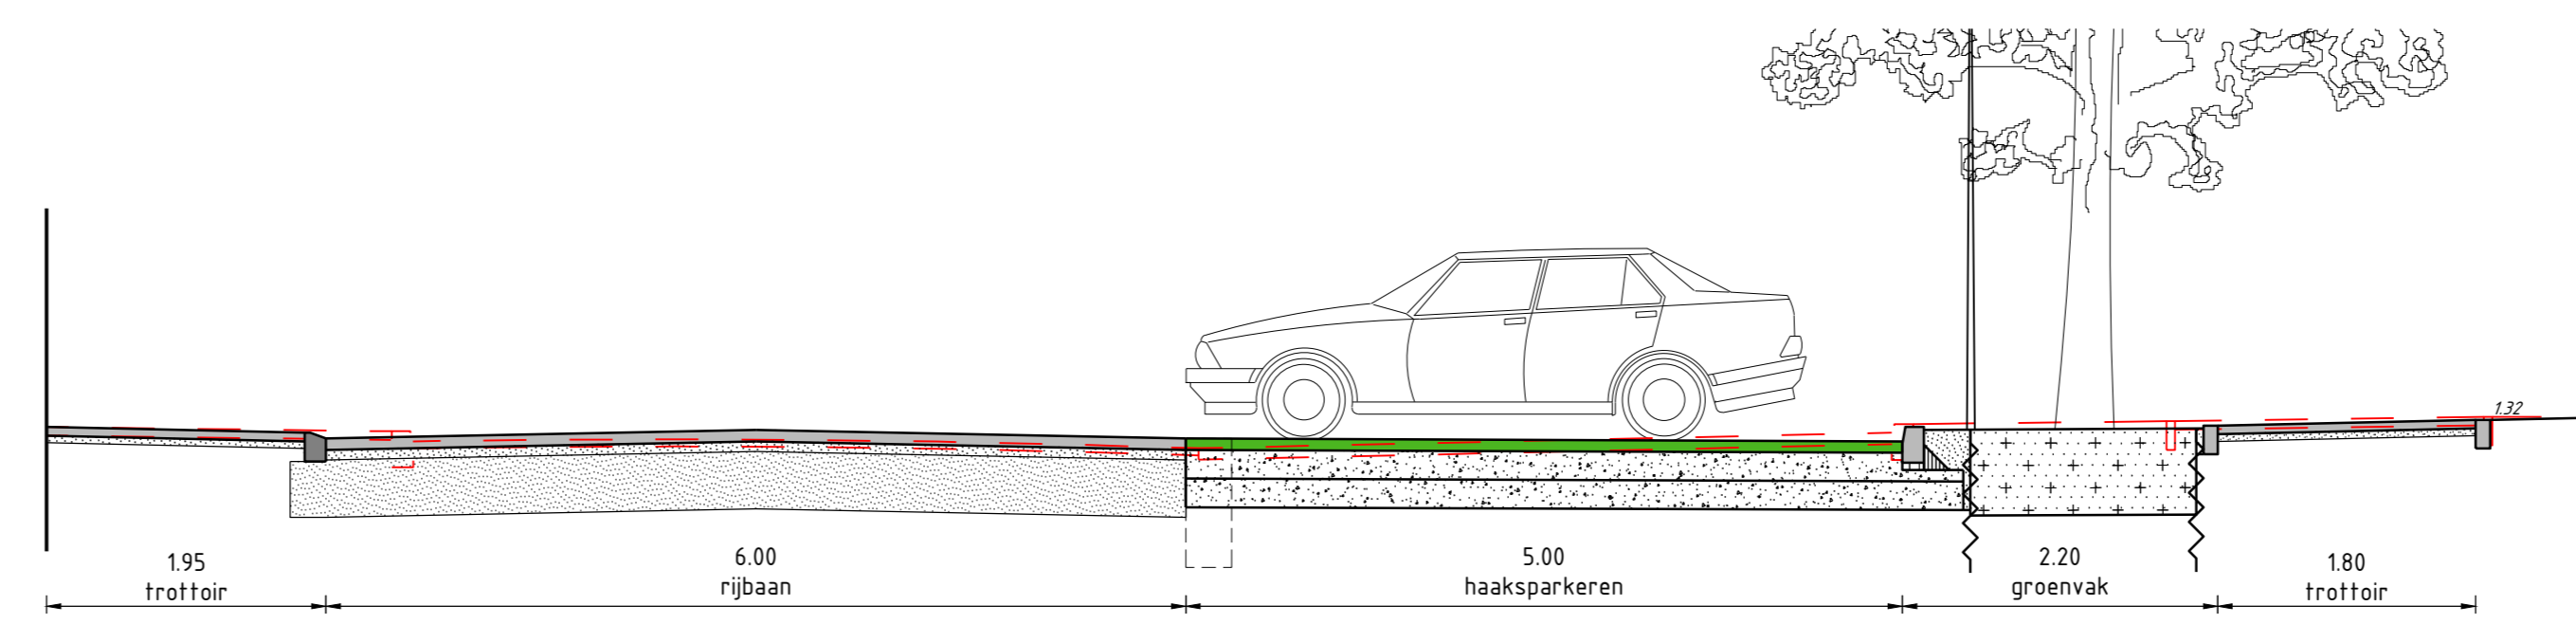 1.32
1.95
trottoir
6.00
rijbaan
5.00
haaksparkeren
2.20
groenvak
1.80
trottoir